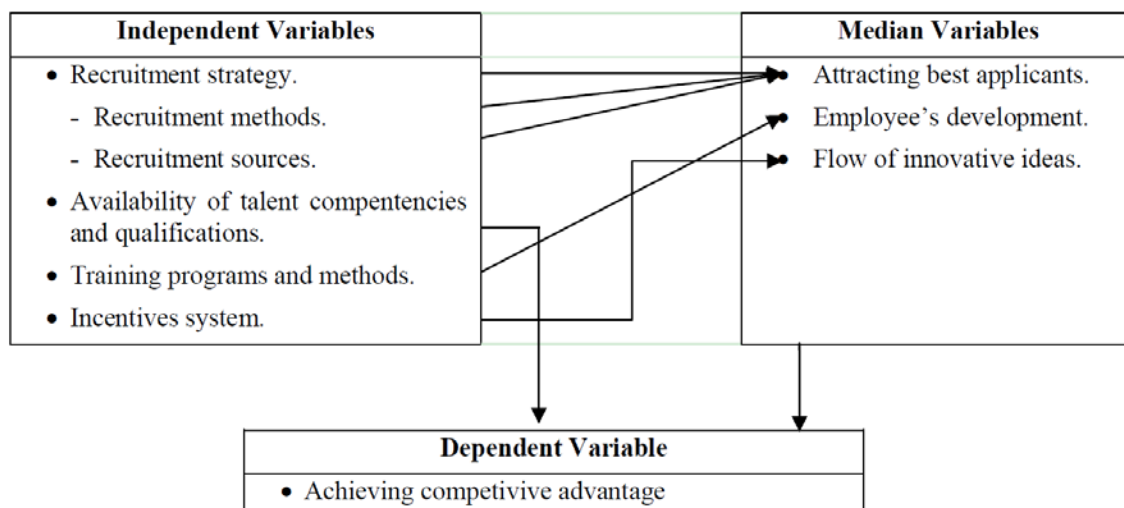 Independent Variables
• Recruitment strategy.
- Recruitment methods.
- Recruitment sources.
• Availability of talent compentencies
and qualifications.
• Training programs and methods.
• Incentives system.
Median Variables
• Attracting best applicants.
• Employee’s development.
• Flow of innovative ideas.
Dependent Variable
• Achieving competivive advantage